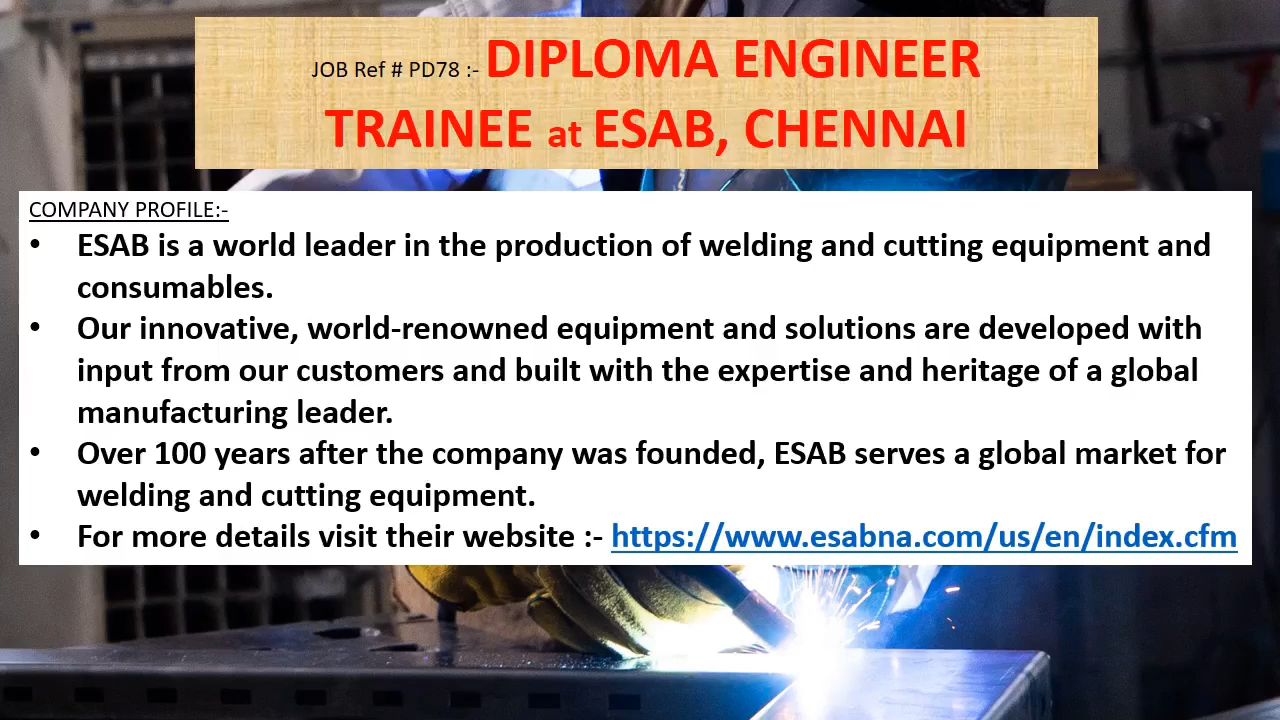 JOB Ref # PD78 :- DIPLOMA ENGINEER
TRAINEE at ESAB, CHENNAI
COMPANY PROFILE:-
• ESAB is a world leader in the production of welding and cutting equipment and
consumables.
• Our innovative, world-renowned equipment and solutions are developed with
input from our customers and built with the expertise and heritage of a global
manufacturing leader.
• Over 100 years after the company was founded, ESAB serves a global market for
welding and cutting equipment.
• For more details visit their website :- https://www.esabna.com/us/en/index.cfm